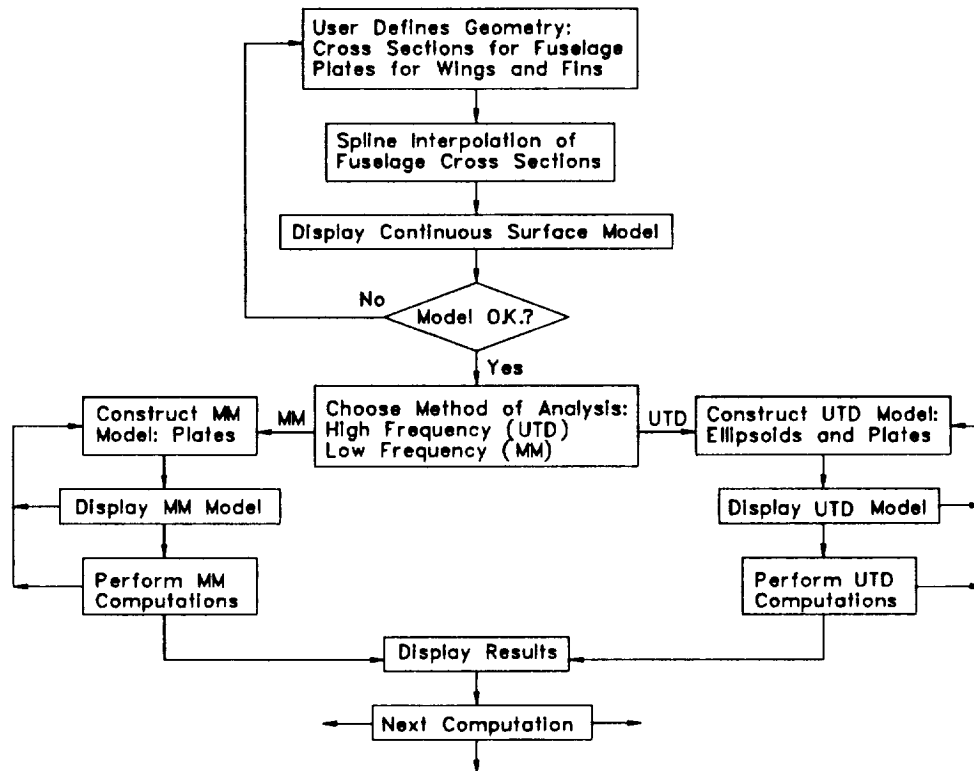 User Defines Geometry:
Cross Sections for Fuselage
Plates for Wings and Fins
Spline Interpolation of
Fuselage Cross Sections
Display Continuous Surface Model
No
Model O.K.?
Yes
Construct MM
Model: Plates
MM
Choose Method of Analysis:
High Frequency (UTD)
Low Frequency (MM)
UTD
Construct UTD Model:
Ellipsoids and Plates
Display MM Model
Display UTD Model
Perform MM
Computations
Perform UTD
Computations
Display Results
Next Computation